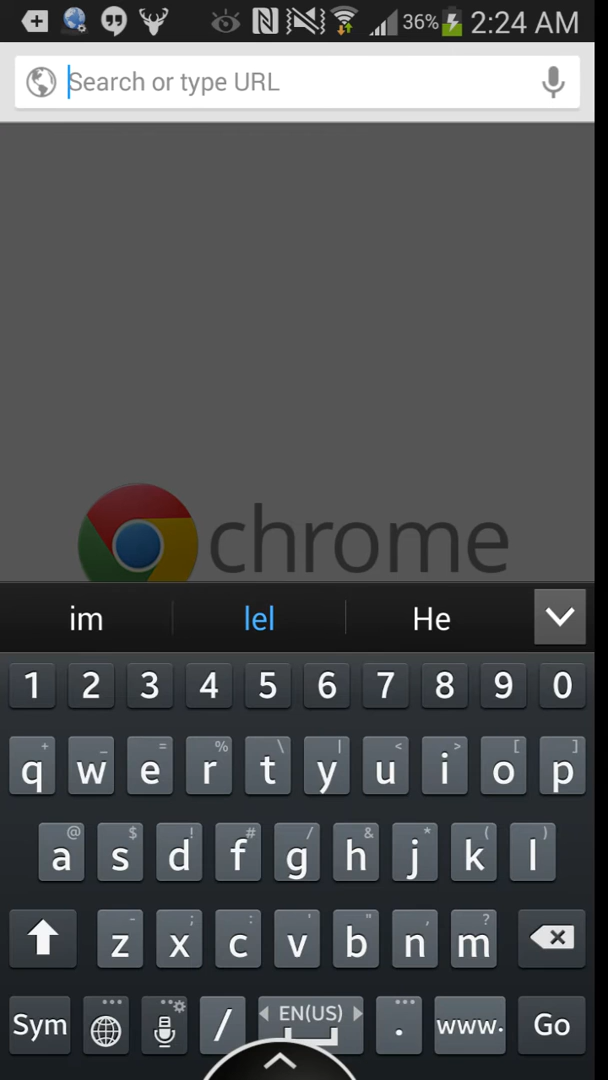 36% 2:24 AM
Search or type URL
chrome
im lel He
1 2 3 4 5 6 7 8 9 0
+ _ = % \ | < > [ ]
q w e r t y u i o p
@ $ ! # / & * ( )
a s d f g h j k l
- ; : ' " , ?
z x c v b n m
Sym / EN(US) . www. Go